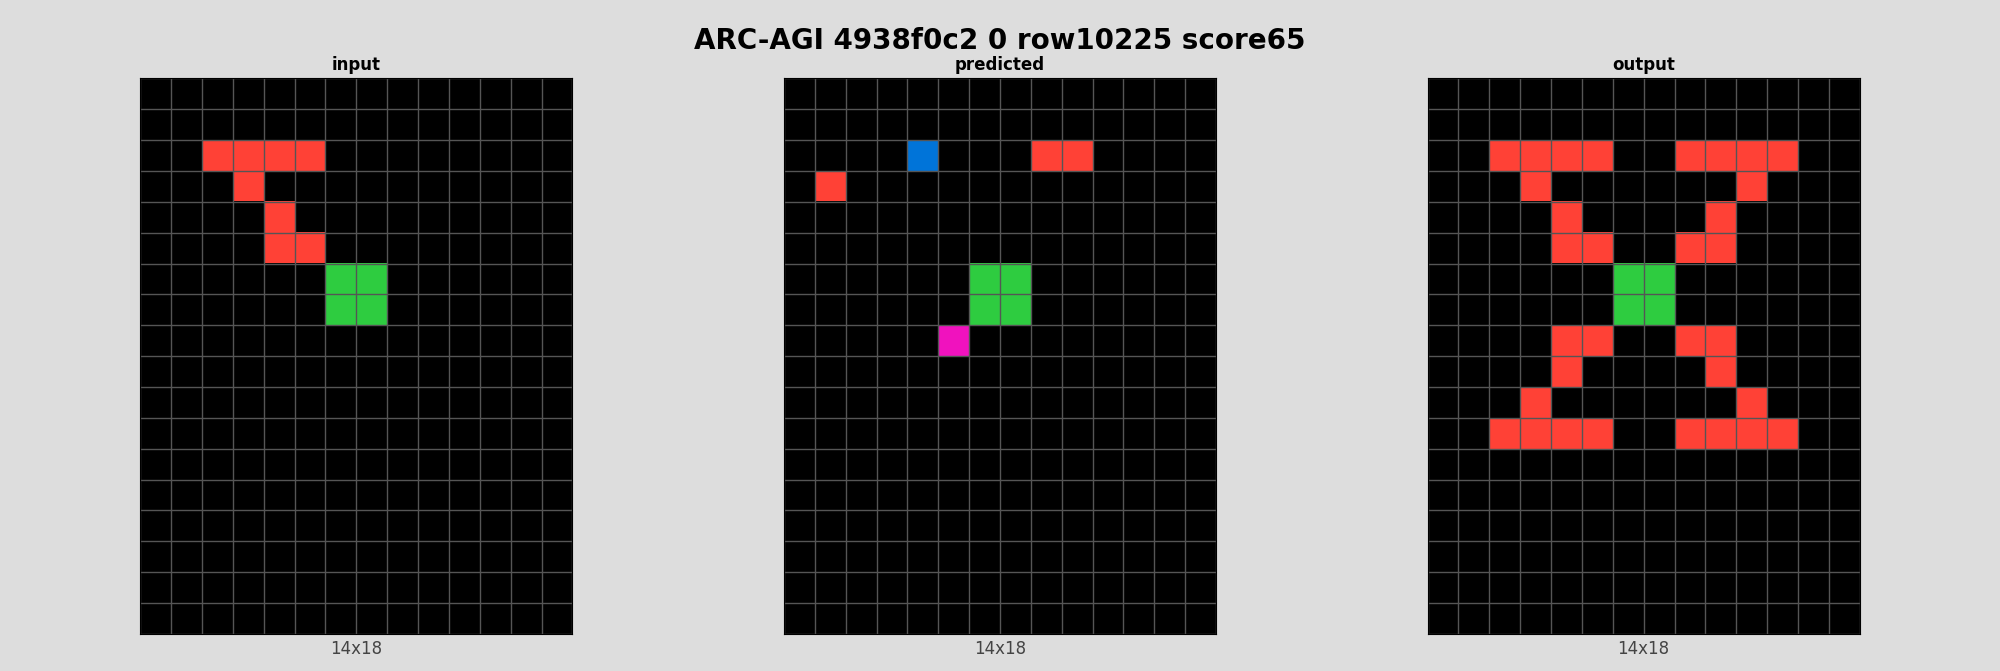 ARC-AGI 4938f0c2 0 row10225 score65
input
predicted
output
14x18
14x18
14x18